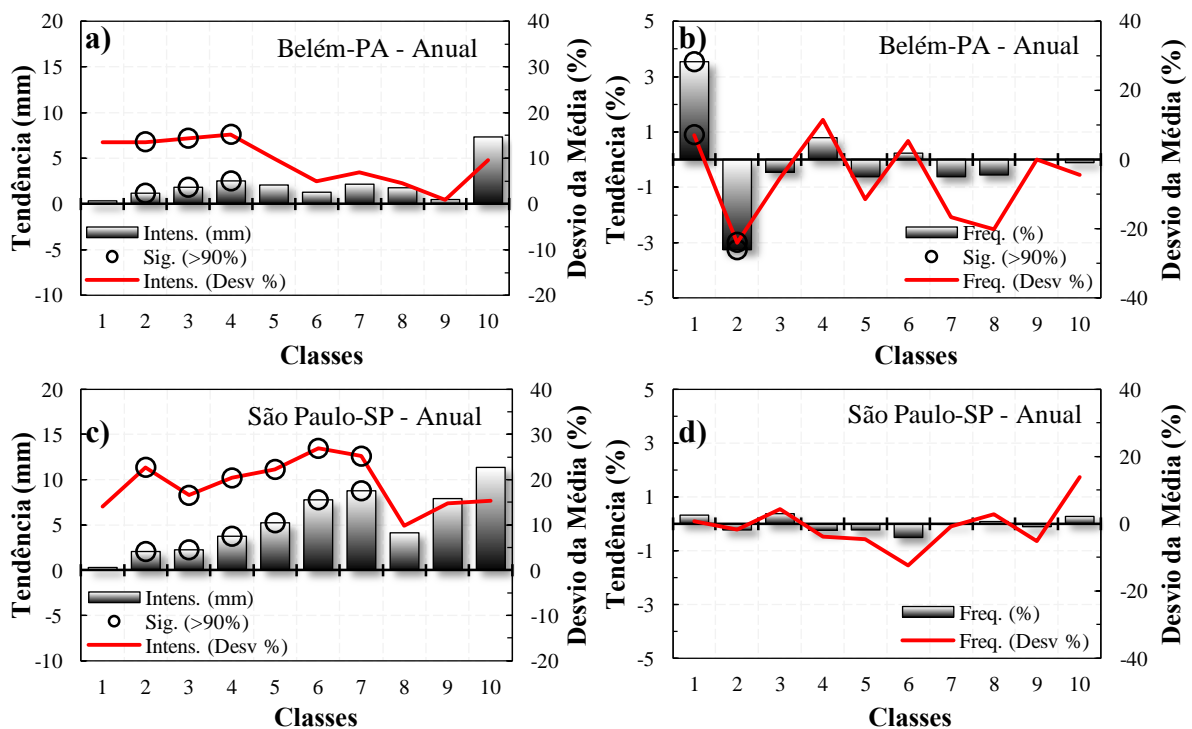 a)
Belém-PA - Anual
Tendência (mm)
20
15
10
5
0
-5
-10
Desvio da Média (%)
40
30
20
10
0
-10
-20
Intens. (mm)
Sig. (>90%)
Intens. (Desv %)
1 2 3 4 5 6 7 8 9 10
Classes
b)
Belém-PA - Anual
Tendência (%)
5
3
1
-1
-3
-5
Desvio da Média (%)
40
20
0
-20
-40
Freq. (%)
Sig. (>90%)
Freq. (Desv %)
1 2 3 4 5 6 7 8 9 10
Classes
c)
São Paulo-SP - Anual
Tendência (mm)
20
15
10
5
0
-5
-10
Desvio da Média (%)
40
30
20
10
0
-10
-20
Intens. (mm)
Sig. (>90%)
Intens. (Desv %)
1 2 3 4 5 6 7 8 9 10
Classes
d)
São Paulo-SP - Anual
Tendência (%)
5
3
1
-1
-3
-5
Desvio da Média (%)
40
20
0
-20
-40
Freq. (%)
Freq. (Desv %)
1 2 3 4 5 6 7 8 9 10
Classes